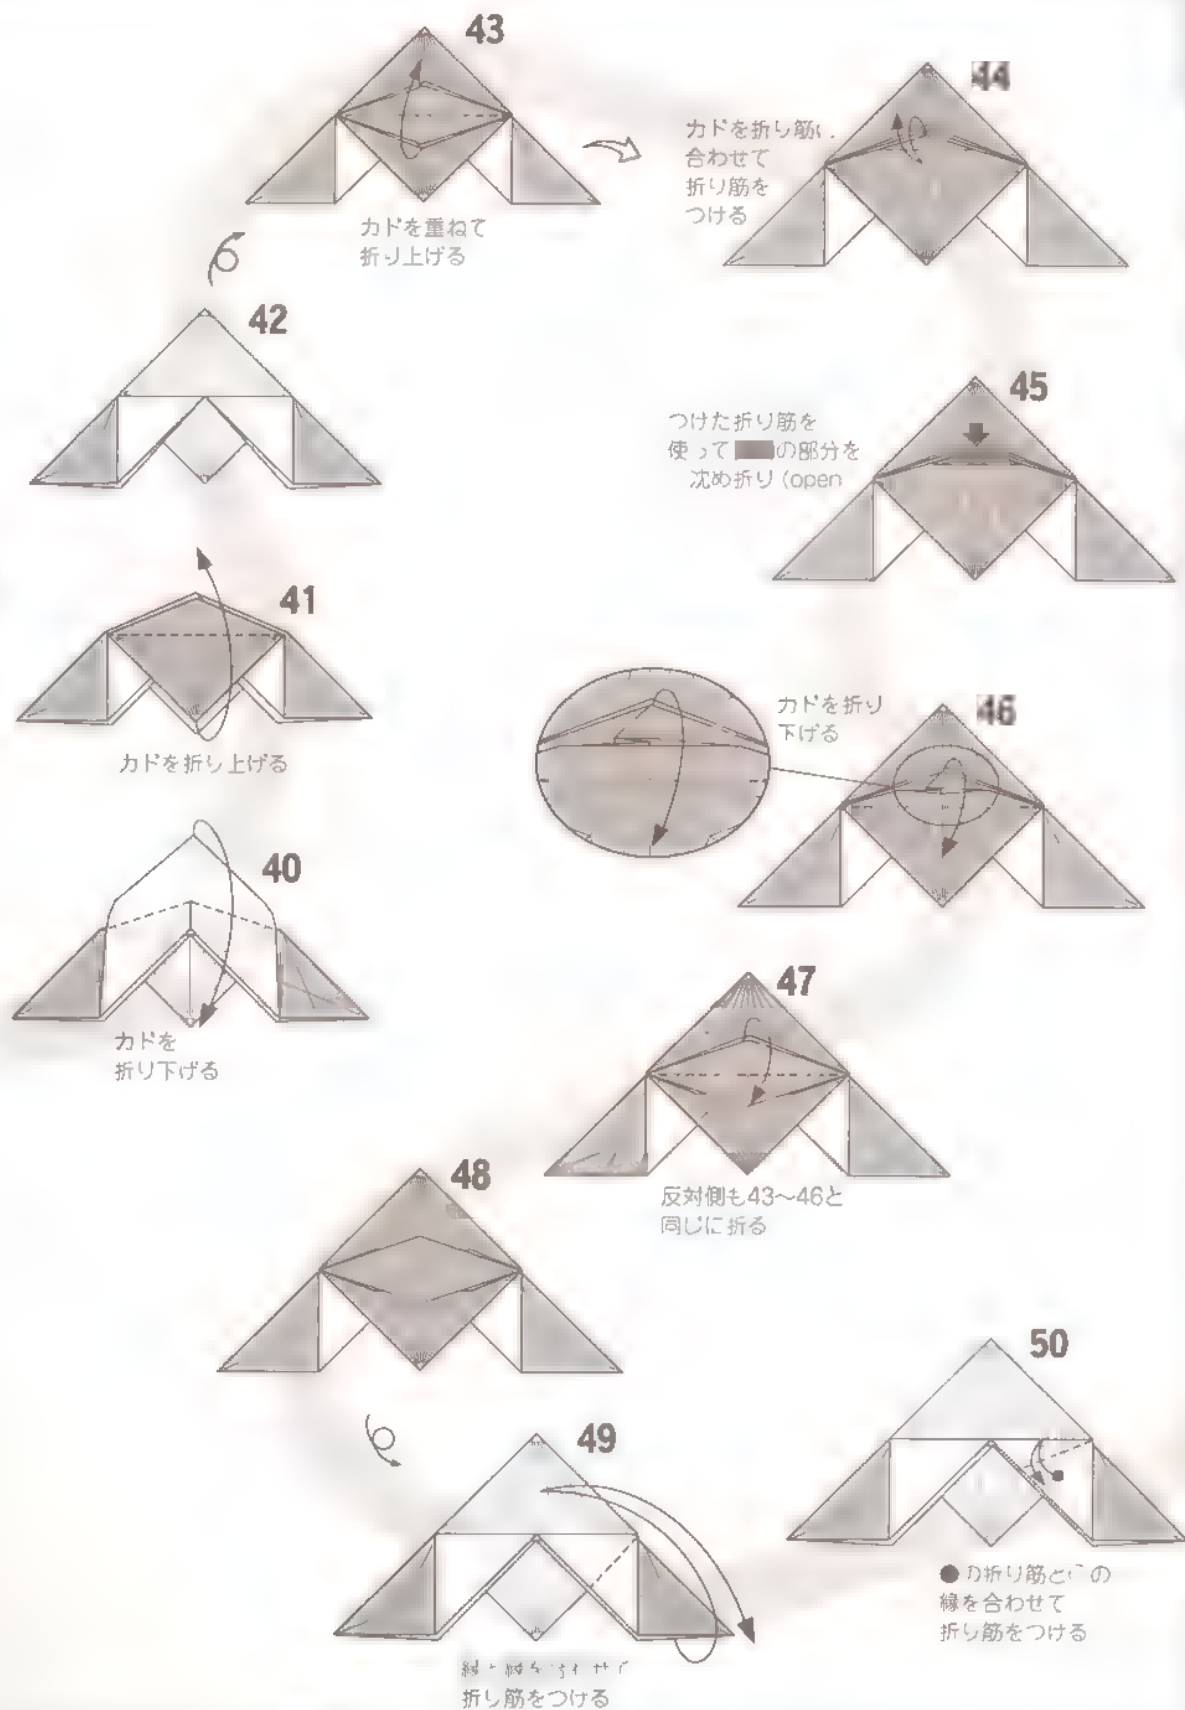 40
カドを
折り下げる
41
カドを折り上げる
42
43
カドを重ねて
折り上げる
44
カドを折り筋に
合わせて
折り筋を
つける
45
つけた折り筋を
使って の部分を
沈め折り (open
46
カドを折り
下げる
47
反対側も43〜46と
同じに折る
48
49
折り筋をつける
50
●の折り筋と の
縁を合わせて
折り筋をつける